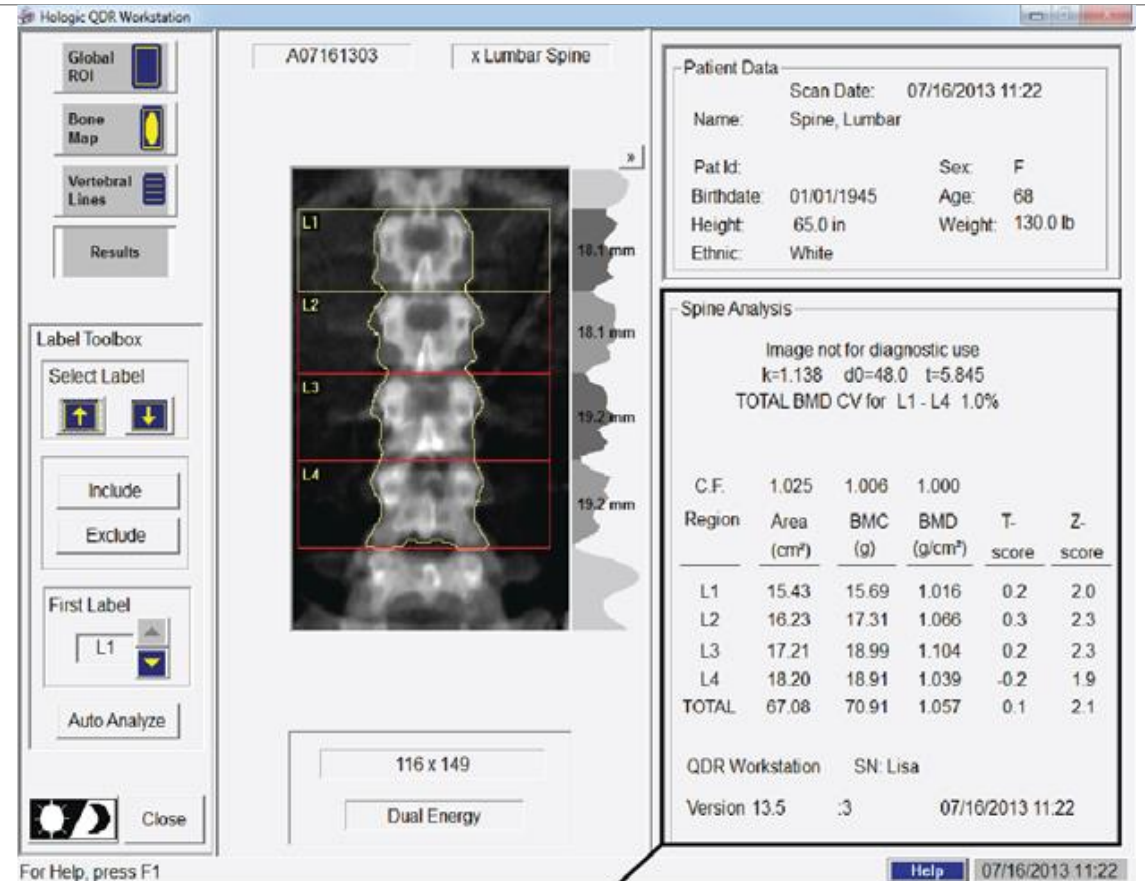 Hologic QDR Workstation
Global
ROI
Bone
Map
Vertebral
Lines
Results
Label Toolbox
Select Label
Include
Exclude
First Label
L1
Auto Analyze
Close
For Help, press F1
A07161303 x Lumbar Spine
»
L1
18.1 mm
L2
18.1 mm
L3
19.2 mm
L4
19.2 mm
116 x 149
Dual Energy
Patient Data
Scan Date: 07/16/2013 11:22
Name: Spine, Lumbar
Pat Id: Sex: F
Birthdate: 01/01/1945 Age: 68
Height: 65.0 in Weight: 130.0 lb
Ethnic: White
Spine Analysis
Image not for diagnostic use
k=1.138 d0=48.0 t=5.845
TOTAL BMD CV for L1 - L4 1.0%
C.F. 1.025 1.006 1.000
Region Area BMC BMD T- Z-
(cm²) (g) (g/cm²) score score
L1 15.43 15.69 1.016 0.2 2.0
L2 16.23 17.31 1.066 0.3 2.3
L3 17.21 18.99 1.104 0.2 2.3
L4 18.20 18.91 1.039 -0.2 1.9
TOTAL 67.08 70.91 1.057 0.1 2.1
QDR Workstation SN: Lisa
Version 13.5 :3 07/16/2013 11:22
Help 07/16/2013 11:22